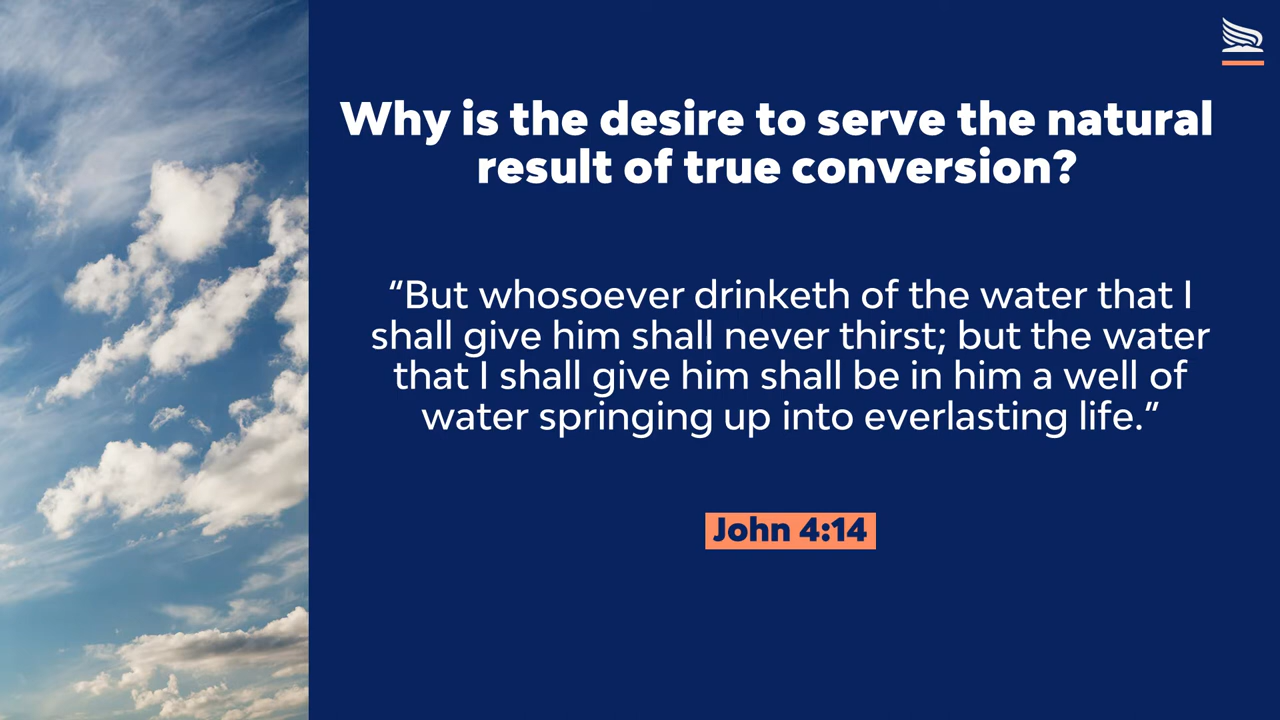 Why is the desire to serve the natural
result of true conversion?
“But whosoever drinketh of the water that I
shall give him shall never thirst; but the water
that I shall give him shall be in him a well of
water springing up into everlasting life.”
John 4:14